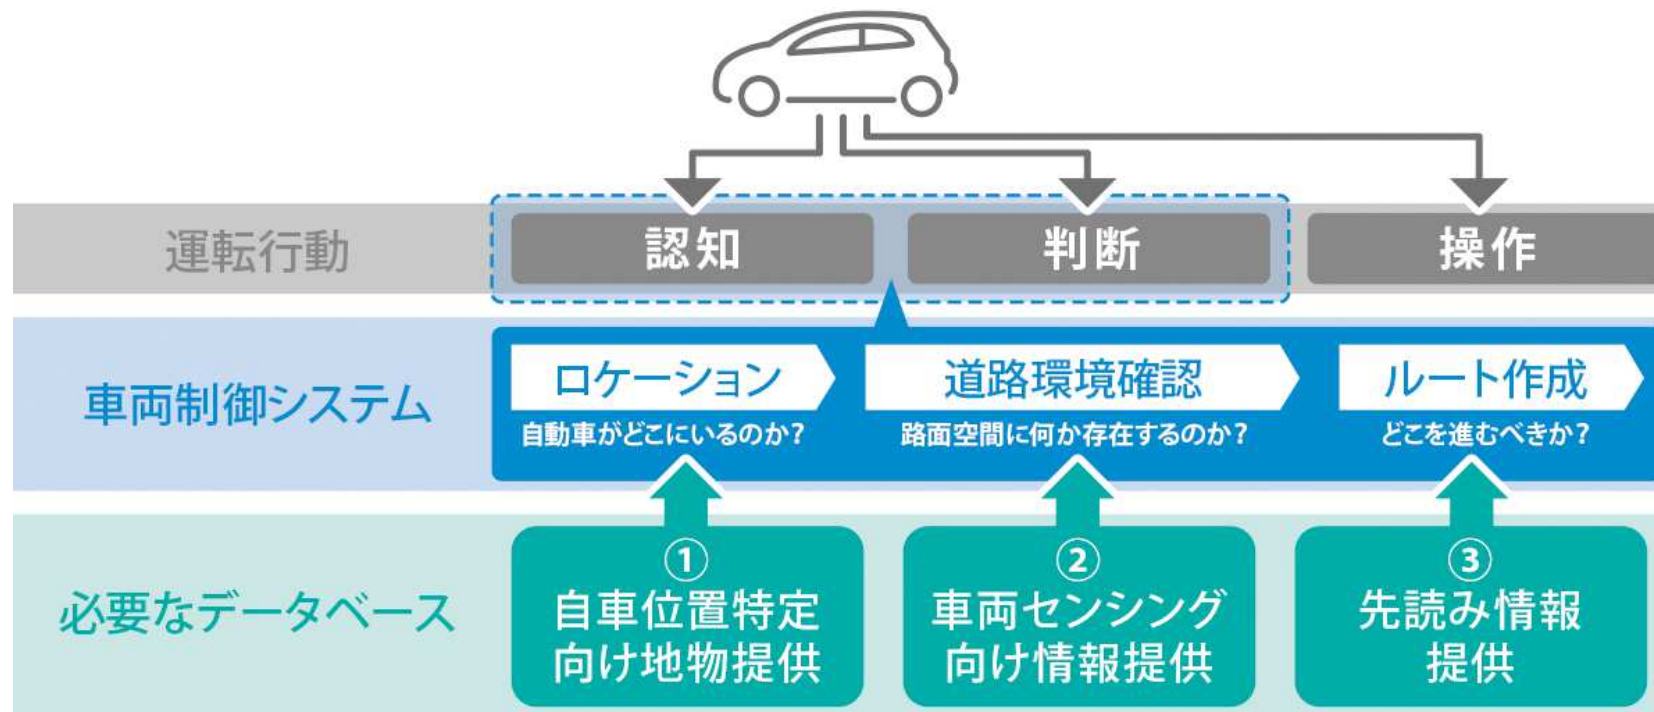 運転行動
認知
判断
操作
車両制御システム
ロケーション
自動車がどこにいるのか?
道路環境確認
路面空間に何か存在するのか?
ルート作成
どこを進むべきか?
必要なデータベース
①
自車位置特定
向け地物提供
②
車両センシング
向け情報提供
③
先読み情報
提供